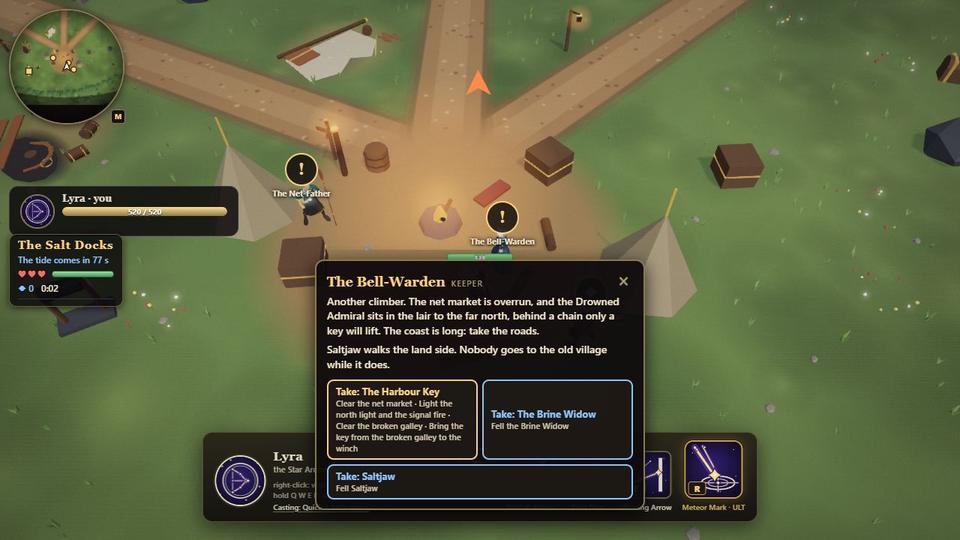 M
Lyra · you
520 / 520
The Salt Docks
The tide comes in 77 s
0 0:02
!
The Net-Father
!
The Bell-Warden
The Bell-Warden KEEPER
Another climber. The net market is overrun, and the Drowned
Admiral sits in the lair to the far north, behind a chain only a
key will lift. The coast is long: take the roads.
Saltjaw walks the land side. Nobody goes to the old village
while it does.
Take: The Harbour Key
Clear the net market · Light the
north light and the signal fire ·
Clear the broken galley · Bring the
key from the broken galley to the
winch
Take: The Brine Widow
Fell the Brine Widow
Take: Saltjaw
Fell Saltjaw
Lyra
the Star
right-click:
hold Q W E
Casting:
Arrow
R
Meteor Mark · ULT